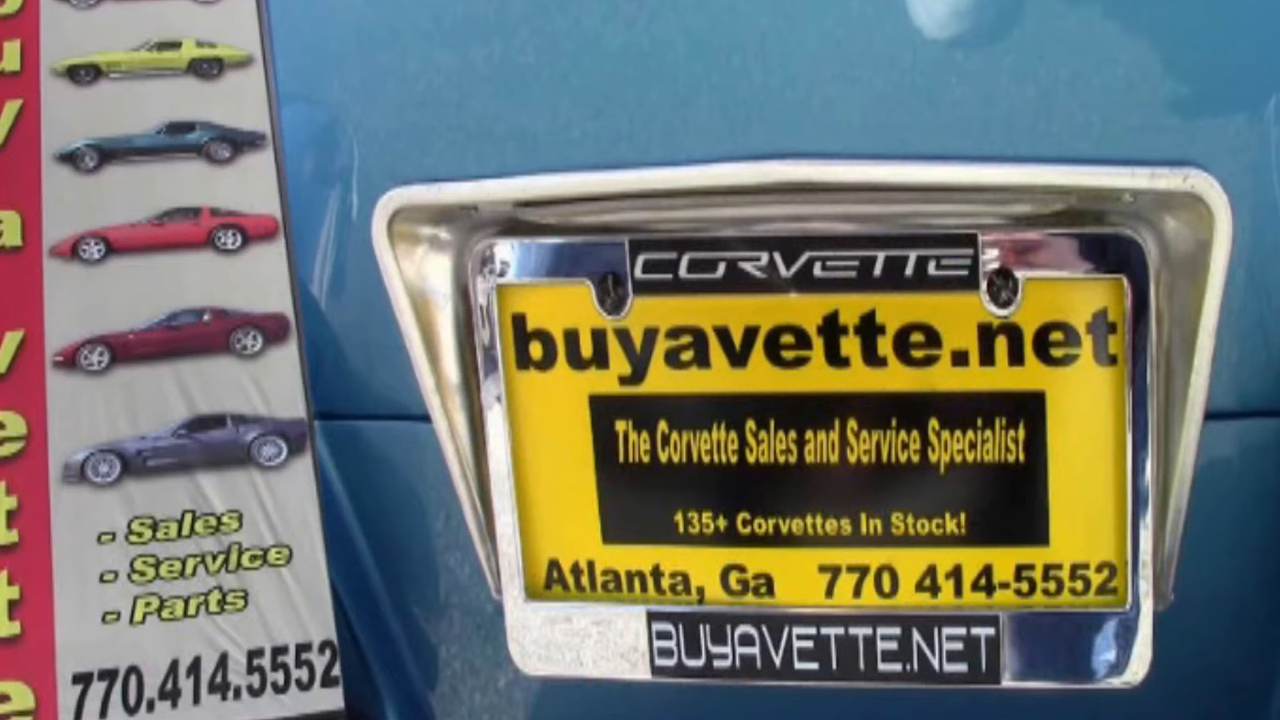 buyavette
- Sales
- Service
- Parts
770.414.5552
CORVETTE
buyavette.net
The Corvette Sales and Service Specialist
135+ Corvettes In Stock!
Atlanta, Ga 770 414-5552
BUYAVETTE.NET